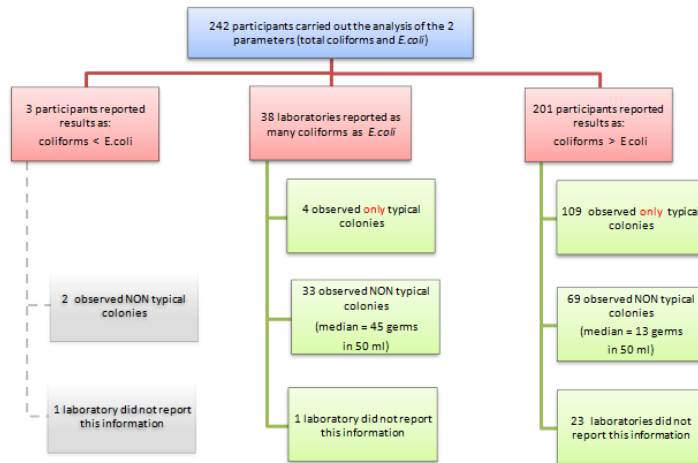 242 participants carried out the analysis of the 2
parameters (total coliforms and E.coli)
3 participants reported
results as:
coliforms < E.coli
38 laboratories reported as
many coliforms as E.coli
201 participants reported
results as:
coliforms > E coli
4 observed only typical
colonies
109 observed only typical
colonies
2 observed NON typical
colonies
33 observed NON typical
colonies
(median = 45 germs
in 50 ml)
69 observed NON typical
colonies
(median = 13 germs
in 50 ml)
1 laboratory did not report
this information
1 laboratory did not report
this information
23 laboratories did not
report this information